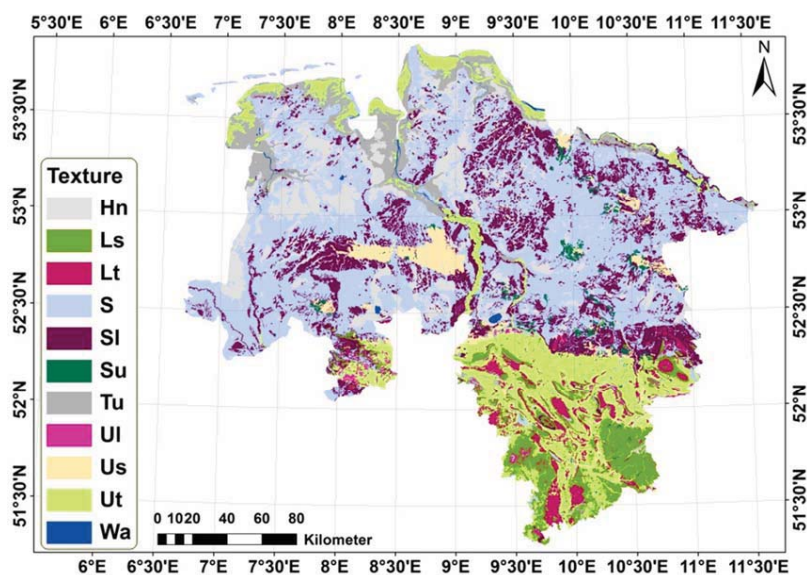 5°30'E 6°E 6°30'E 7°E 7°30'E 8°E 8°30'E 9°E 9°30'E 10°E 10°30'E 11°E 11°30'E
N
53°30'N
53°N
52°30'N
52°N
51°30'N
53°30'N
53°N
52°30'N
52°N
51°30'N
Texture
Hn
Ls
Lt
S
Sl
Su
Tu
Ul
Us
Ut
Wa
0 10 20 40 60 80
Kilometer
6°E 6°30'E 7°E 7°30'E 8°E 8°30'E 9°E 9°30'E 10°E 10°30'E 11°E 11°30'E